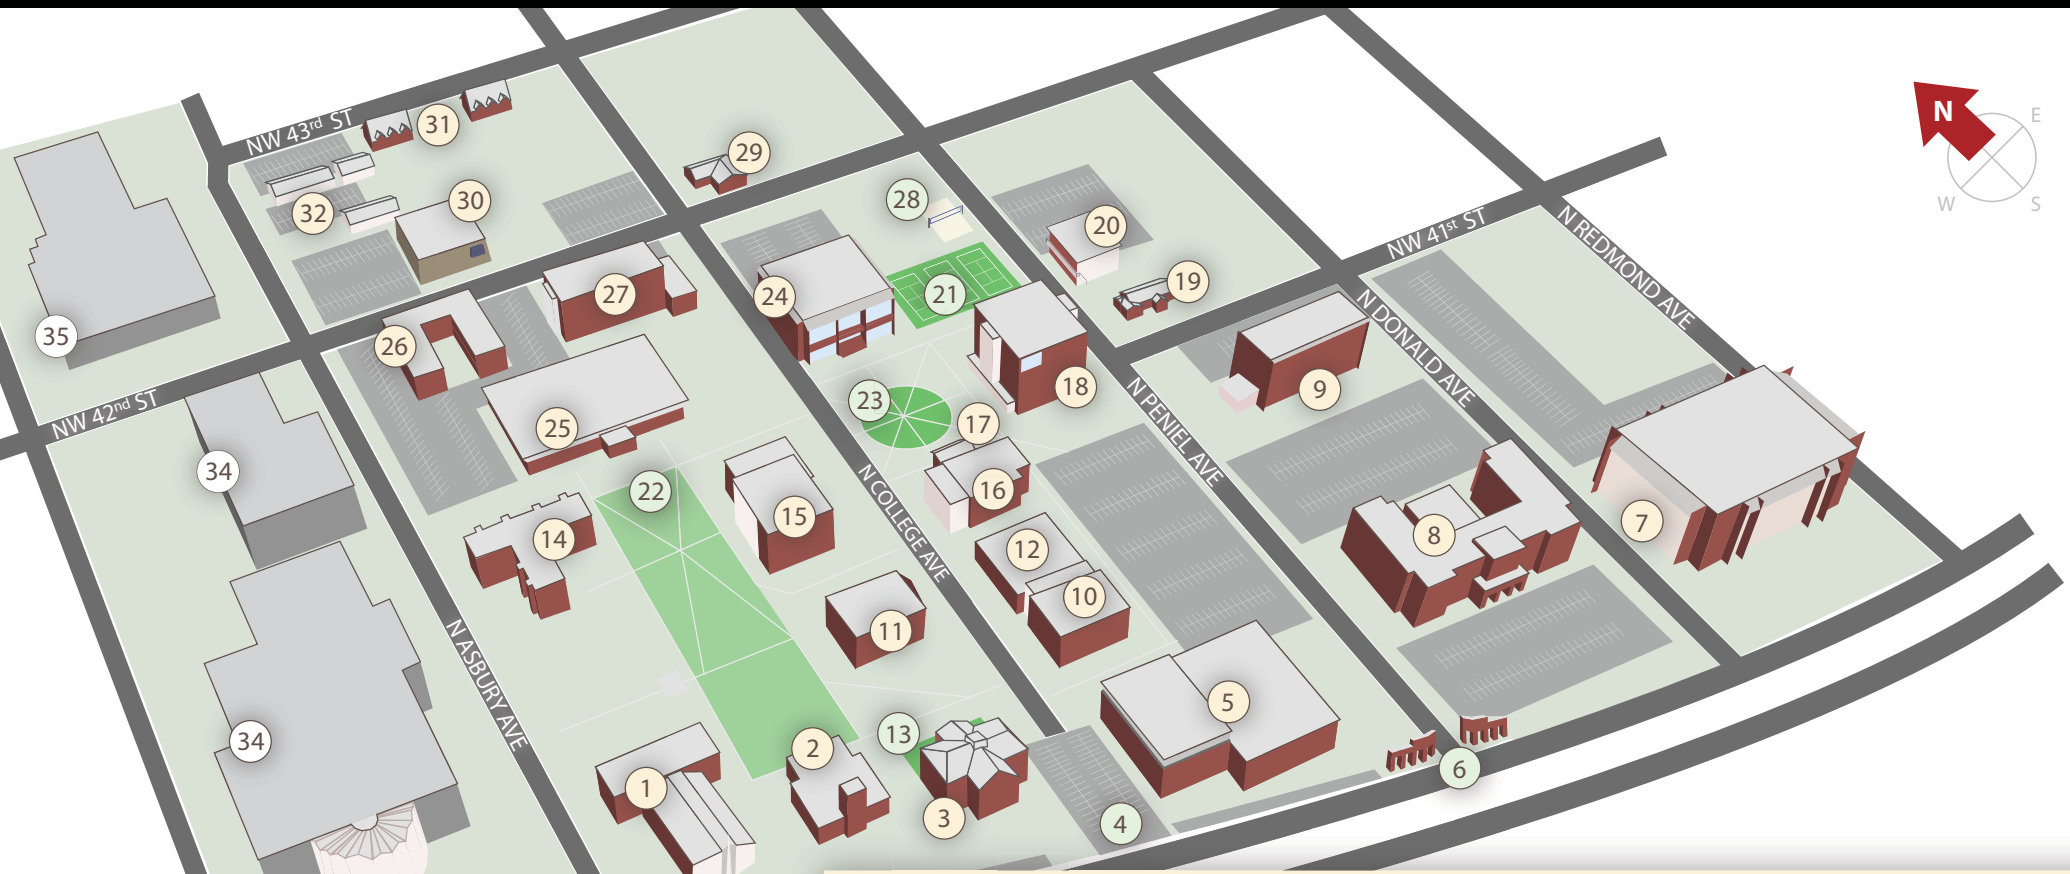 NW 43rd ST
31
29
N
E
W
S
32
30
28
20
NW 41st ST
N REDMOND AVE
27
24
21
19
35
26
N DONALD AVE
NW 42nd ST
25
23
18
9
N PENIEL AVE
17
34
22
15
N COLLEGE AVE
16
14
12
7
8
10
11
N ASBURY AVE
34
5
13
2
6
1
3
4